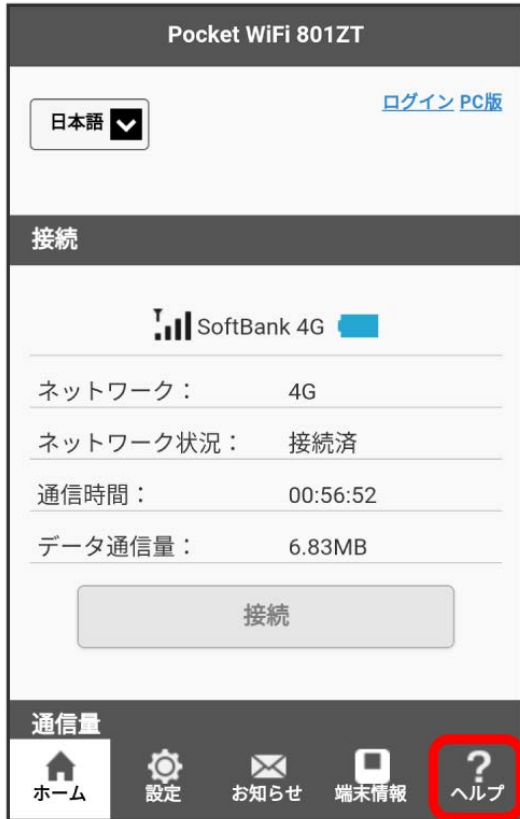 Pocket WiFi 801ZT
日本語
ログイン PC版
接続
SoftBank 4G
ネットワーク： 4G
ネットワーク状況： 接続済
通信時間： 00:56:52
データ通信量： 6.83MB
接続
通信量
ホーム 設定 お知らせ 端末情報 ヘルプ